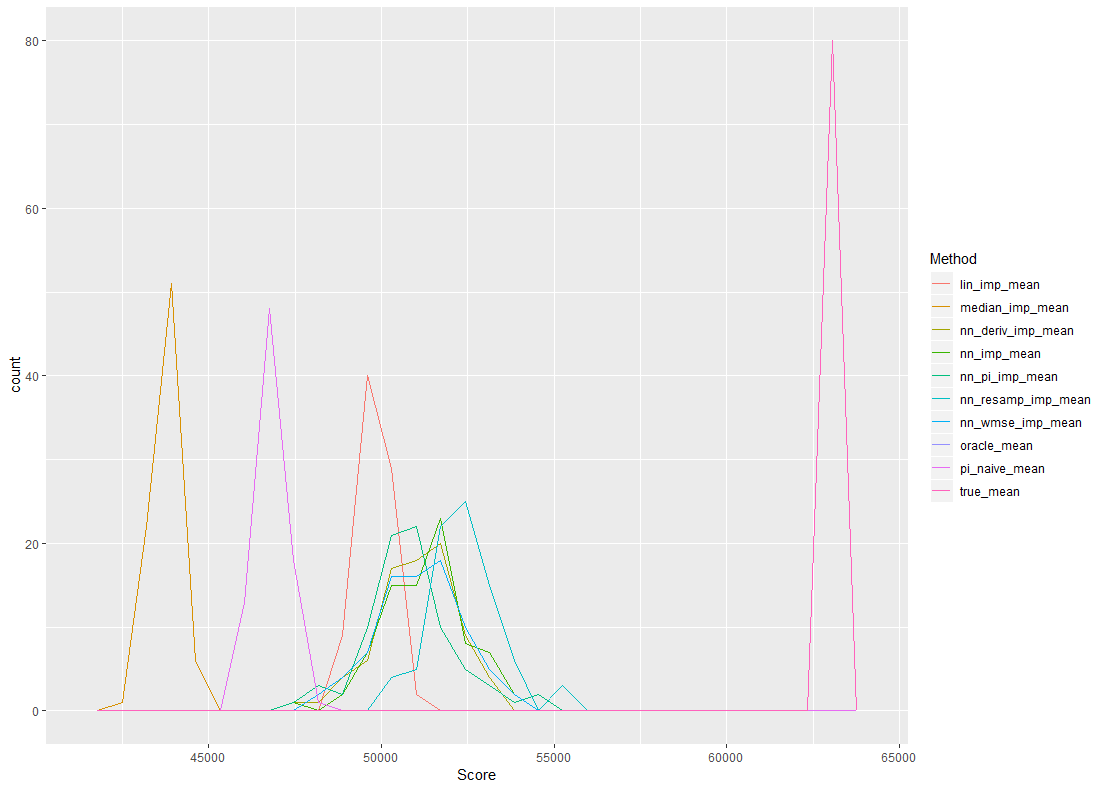 80
60
40
20
0
count
45000
50000
55000
60000
65000
Score
Method
lin_imp_mean
median_imp_mean
nn_deriv_imp_mean
nn_imp_mean
nn_pi_imp_mean
nn_resamp_imp_mean
nn_wmse_imp_mean
oracle_mean
pi_naive_mean
true_mean